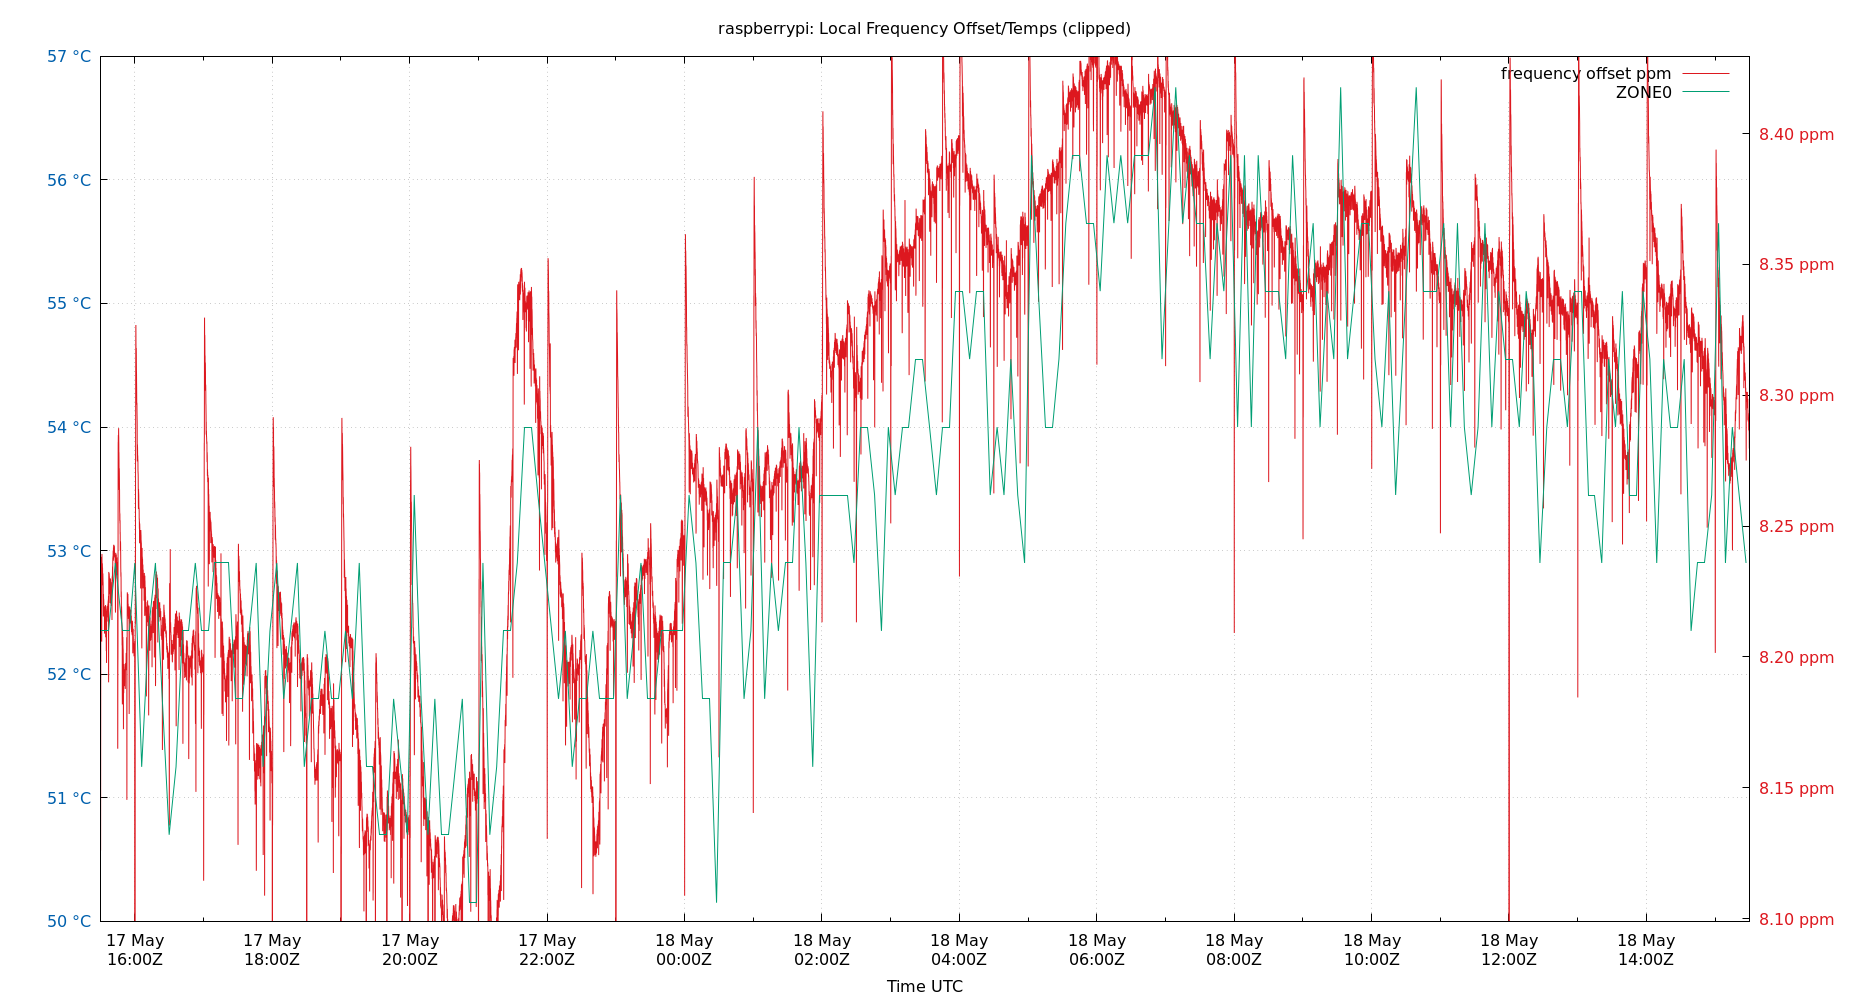 raspberrypi: Local Frequency Offset/Temps (clipped)
57 °C
56 °C
55 °C
54 °C
53 °C
52 °C
51 °C
50 °C
frequency offset ppm
ZONE0
8.40 ppm
8.35 ppm
8.30 ppm
8.25 ppm
8.20 ppm
8.15 ppm
8.10 ppm
17 May 17 May 17 May 17 May 18 May 18 May 18 May 18 May 18 May 18 May 18 May 18 May
16:00Z 18:00Z 20:00Z 22:00Z 00:00Z 02:00Z 04:00Z 06:00Z 08:00Z 10:00Z 12:00Z 14:00Z
Time UTC